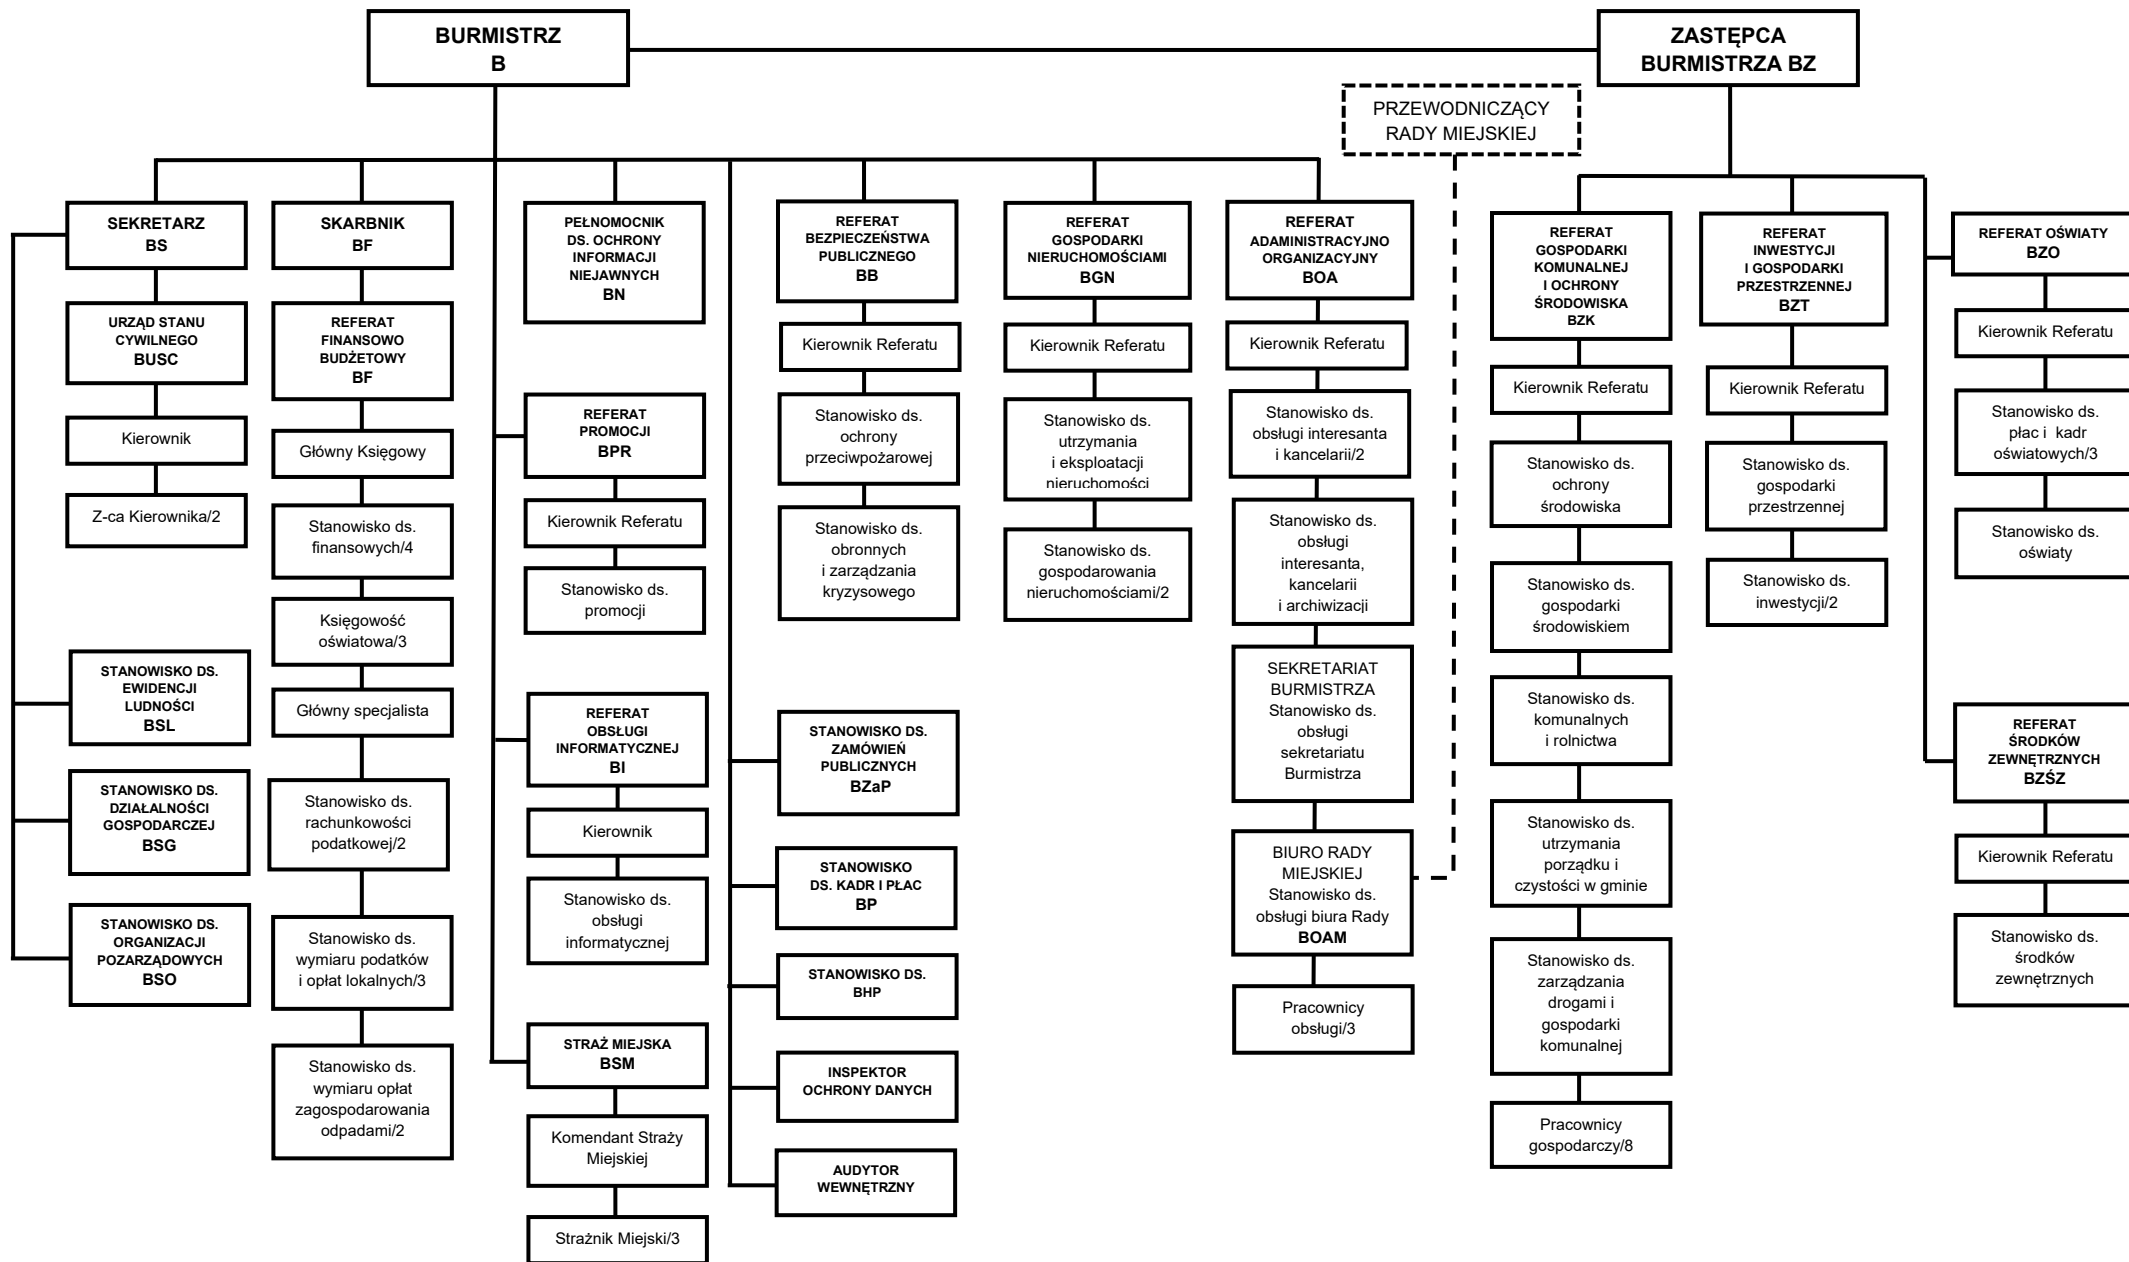 BURMISTRZ
B
ZASTĘPCA
BURMISTRZA BZ
PRZEWODNICZĄCY
RADY MIEJSKIEJ
SEKRETARZ
BS
URZĄD STANU
CYWILNEGO
BUSC
Kierownik
Z-ca Kierownika/2
STANOWISKO DS.
EWIDENCJI
LUDNOŚCI
BSL
STANOWISKO DS.
DZIAŁALNOŚCI
GOSPODARCZEJ
BSG
STANOWISKO DS.
ORGANIZACJI
POZARZĄDOWYCH
BSO
SKARBNIK
BF
REFERAT
FINANSOWO
BUDŻETOWY
BF
Główny Księgowy
Stanowisko ds.
finansowych/4
Księgowość
oświatowa/3
Główny specjalista
Stanowisko ds.
rachunkowości
podatkowej/2
Stanowisko ds.
wymiaru podatków
i opłat lokalnych/3
Stanowisko ds.
wymiaru opłat
zagospodarowania
odpadami/2
PEŁNOMOCNIK
DS. OCHRONY
INFORMACJI
NIEJAWNYCH
BN
REFERAT
PROMOCJI
BPR
Kierownik Referatu
Stanowisko ds.
promocji
REFERAT
OBSŁUGI
INFORMATYCZNEJ
BI
Kierownik
Stanowisko ds.
obsługi
informatycznej
STRAŻ MIEJSKA
BSM
Komendant Straży
Miejskiej
Strażnik Miejski/3
REFERAT
BEZPIECZEŃSTWA
PUBLICZNEGO
BB
Kierownik Referatu
Stanowisko ds.
ochrony
przeciwpożarowej
Stanowisko ds.
obronnych
i zarządzania
kryzysowego
STANOWISKO DS.
ZAMÓWIEŃ
PUBLICZNYCH
BZaP
STANOWISKO
DS. KADR I PŁAC
BP
STANOWISKO DS.
BHP
INSPEKTOR
OCHRONY DANYCH
AUDYTOR
WEWNĘTRZNY
REFERAT
GOSPODARKI
NIERUCHOMOŚCIAMI
BGN
Kierownik Referatu
Stanowisko ds.
utrzymania
i eksploatacji
nieruchomości
Stanowisko ds.
gospodarowania
nieruchomościami/2
REFERAT
ADAMINISTRACYJNO
ORGANIZACYJNY
BOA
Kierownik Referatu
Stanowisko ds.
obsługi interesanta
i kancelarii/2
Stanowisko ds.
obsługi
interesanta,
kancelarii
i archiwizacji
SEKRETARIAT
BURMISTRZA
Stanowisko ds.
obsługi
sekretariatu
Burmistrza
BIURO RADY
MIEJSKIEJ
Stanowisko ds.
obsługi biura Rady
BOAM
Pracownicy
obsługi/3
REFERAT
GOSPODARKI
KOMUNALNEJ
I OCHRONY
ŚRODOWISKA
BZK
Kierownik Referatu
Stanowisko ds.
ochrony
środowiska
Stanowisko ds.
gospodarki
środowiskiem
Stanowisko ds.
komunalnych
i rolnictwa
Stanowisko ds.
utrzymania
porządku i
czystości w gminie
Stanowisko ds.
zarządzania
drogami i
gospodarki
komunalnej
Pracownicy
gospodarczy/8
REFERAT
INWESTYCJI
I GOSPODARKI
PRZESTRZENNEJ
BZT
Kierownik Referatu
Stanowisko ds.
gospodarki
przestrzennej
Stanowisko ds.
inwestycji/2
REFERAT OŚWIATY
BZO
Kierownik Referatu
Stanowisko ds.
płac i kadr
oświatowych/3
Stanowisko ds.
oświaty
REFERAT
ŚRODKÓW
ZEWNĘTRZNYCH
BZŚZ
Kierownik Referatu
Stanowisko ds.
środków
zewnętrznych